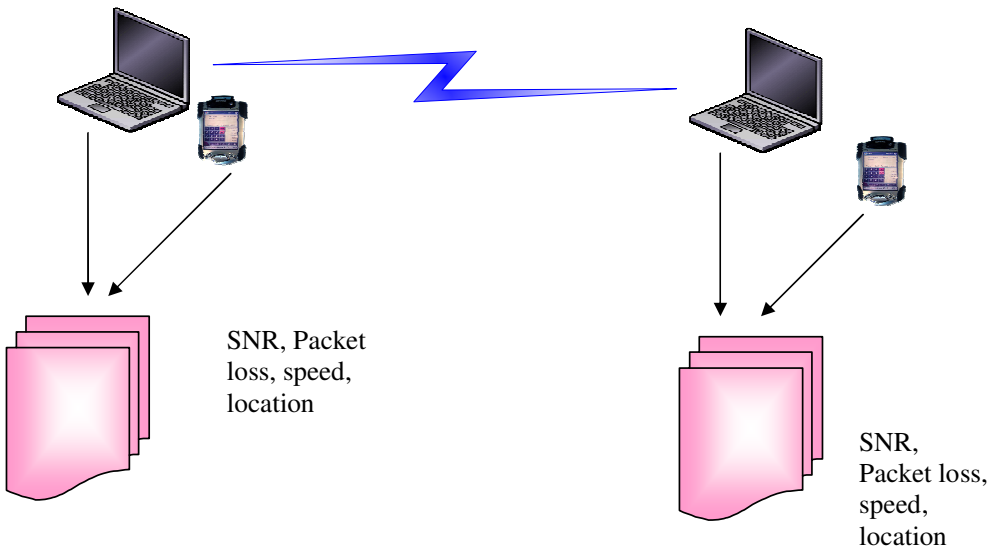 SNR, Packet
loss, speed,
location
SNR,
Packet loss,
speed,
location